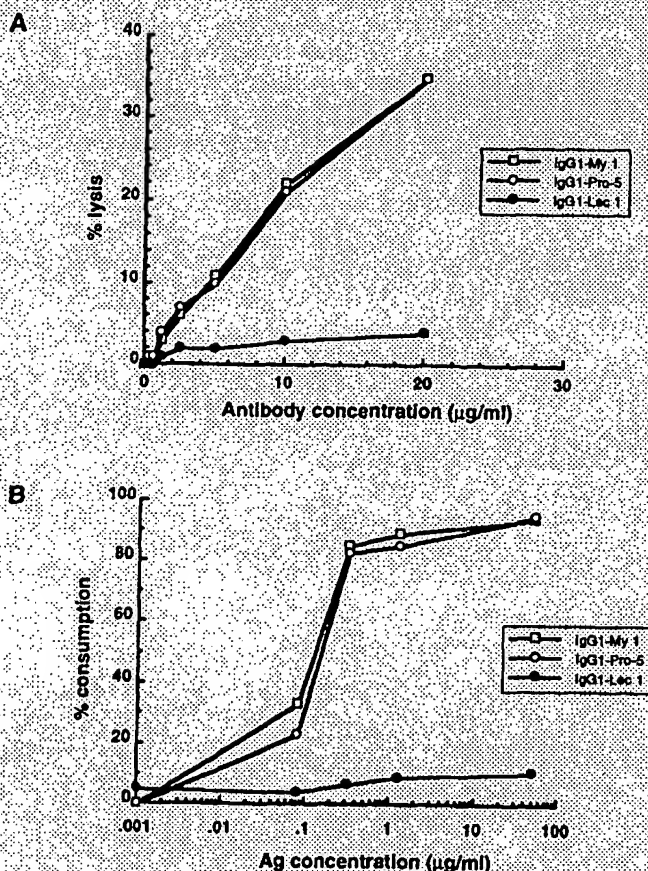 A
40
30
20
10
0
% lysis
0 10 20 30
Antibody concentration (µg/ml)
IgG1-My 1
IgG1-Pro-5
IgG1-Lec 1
B
100
80
60
40
20
0
% consumption
.001 .01 .1 1 10 100
Ag concentration (µg/ml)
IgG1-My 1
IgG1-Pro-5
IgG1-Lec 1